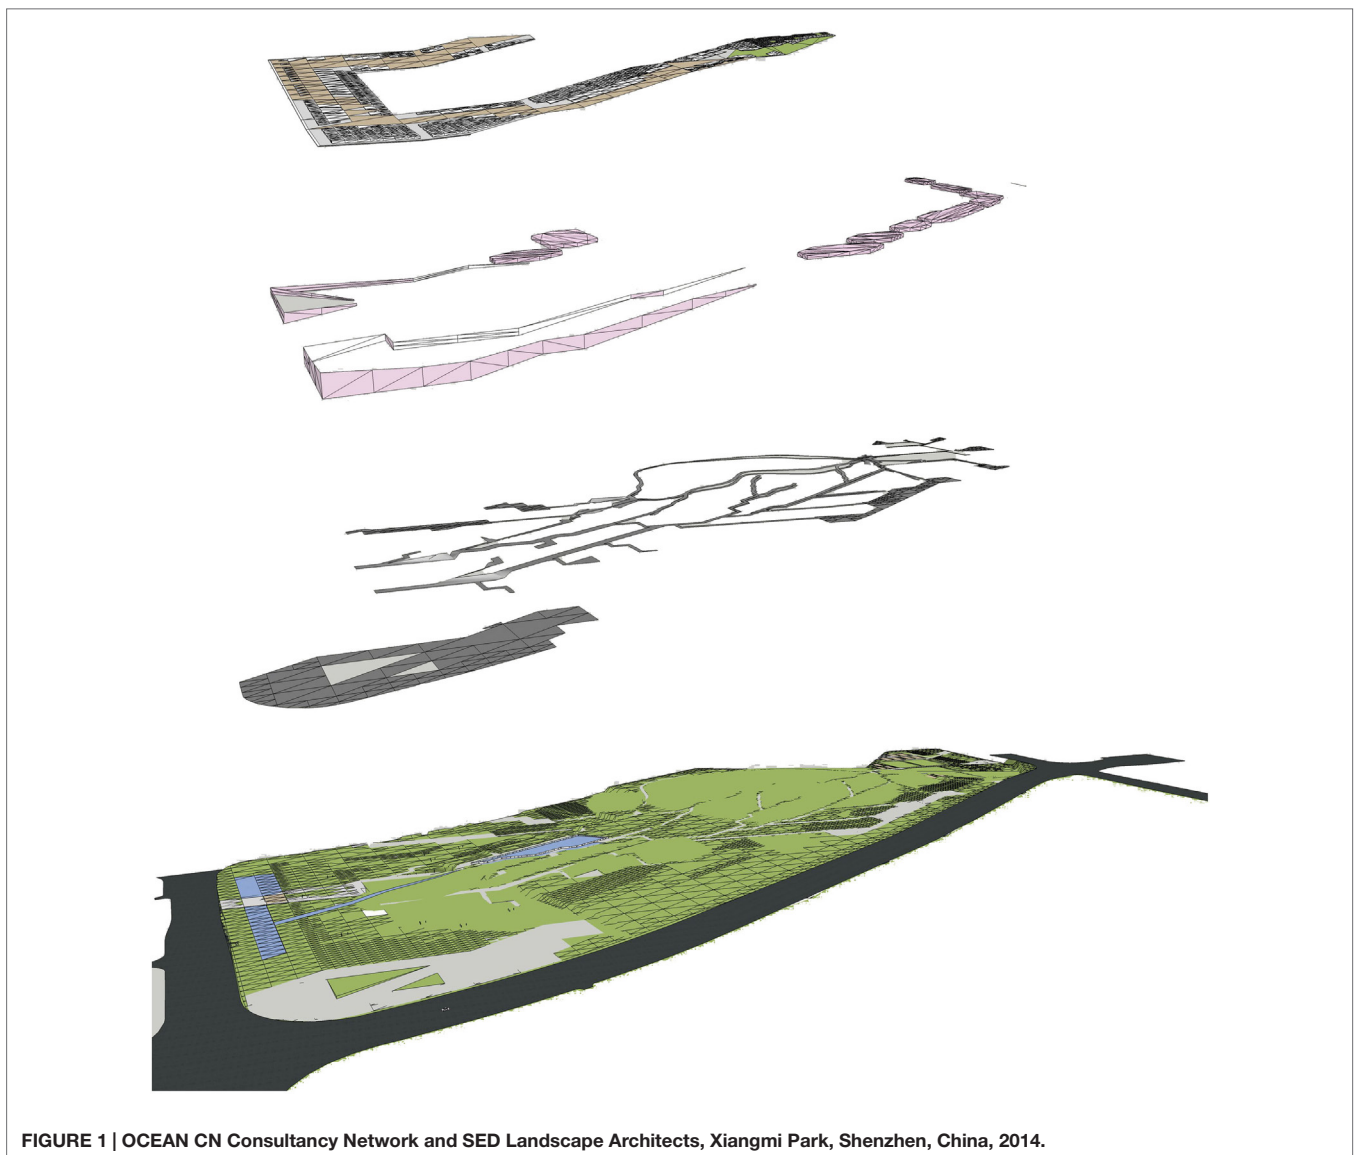 FIGURE 1 | OCEAN CN Consultancy Network and SED Landscape Architects, Xiangmi Park, Shenzhen, China, 2014.